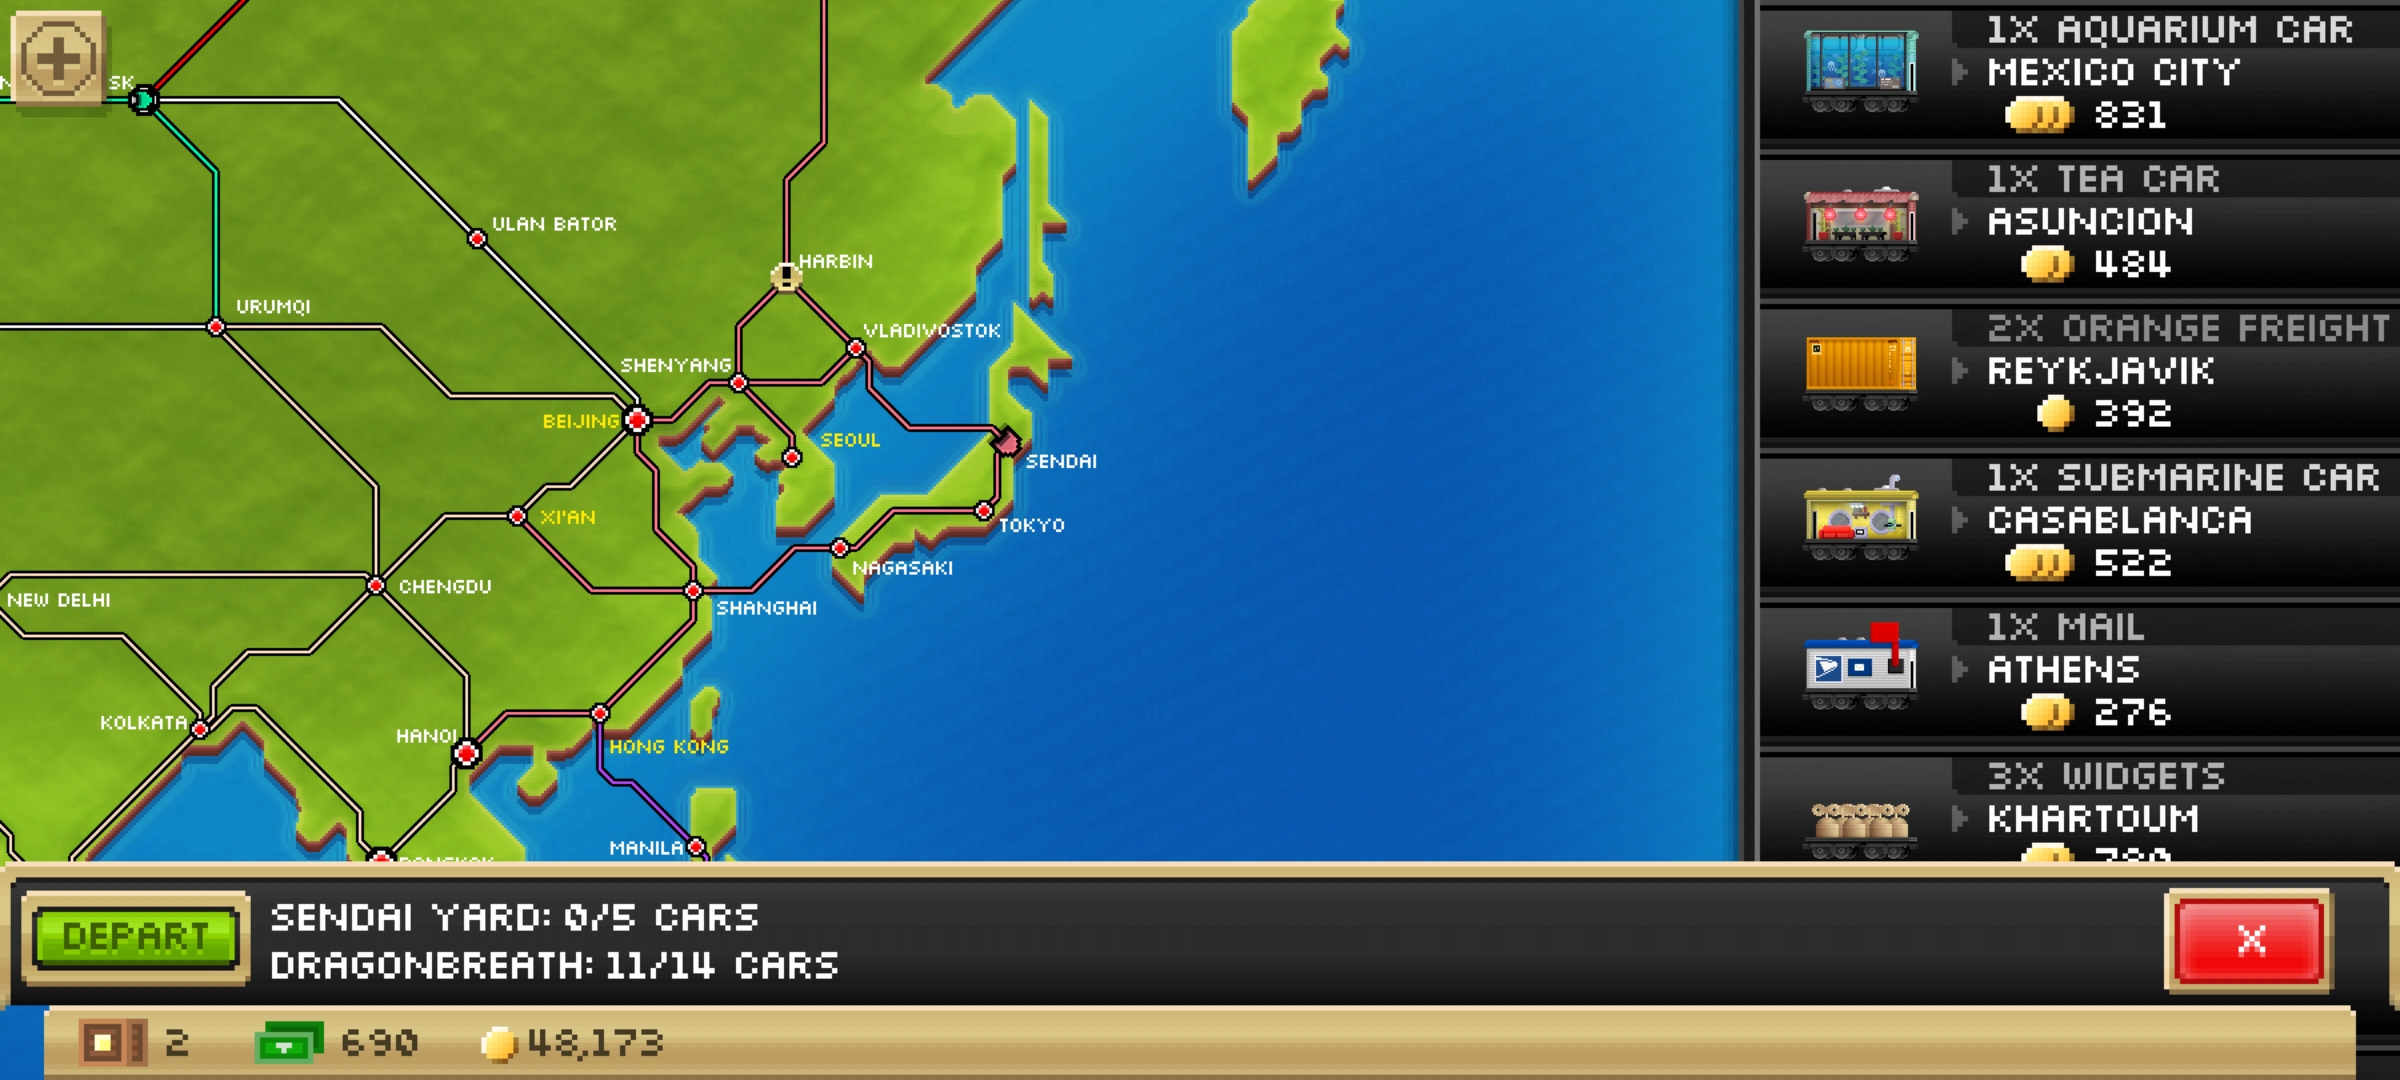 SK
1X AQUARIUM CAR
MEXICO CITY
831
1X TEA CAR
ASUNCION
484
ULAN BATOR
HARBIN
URUMQI
VLADIVOSTOK
2X ORANGE FREIGHT
REYKJAVIK
392
SHENYANG
BEIJING
SEOUL
SENDAI
1X SUBMARINE CAR
CASABLANCA
522
XI'AN
TOKYO
NAGASAKI
CHENGDU
NEW DELHI
SHANGHAI
1X MAIL
ATHENS
276
KOLKATA
HANOI
HONG KONG
3X WIDGETS
KHARTOUM
MANILA
DEPART
SENDAI YARD: 0/5 CARS
DRAGONBREATH: 11/14 CARS
X
2
690
48,173